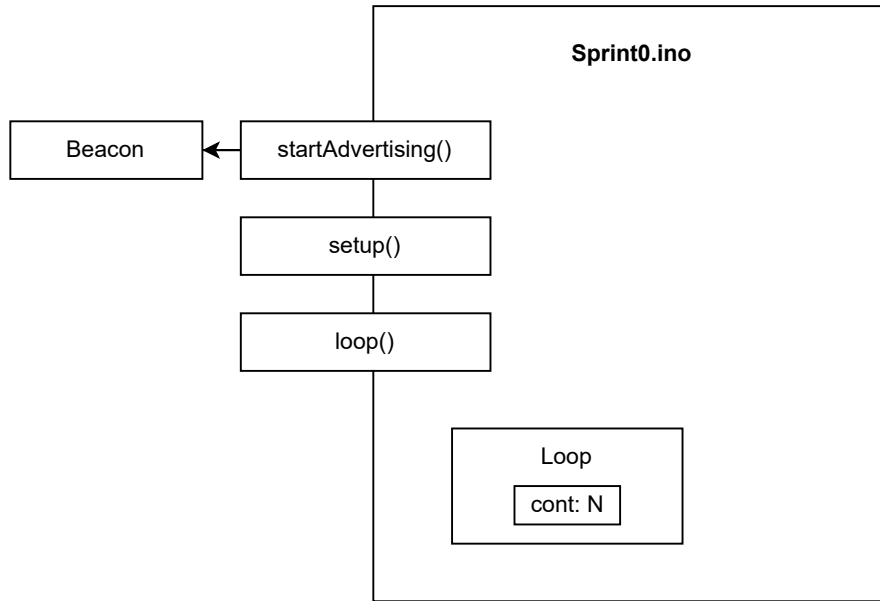 Sprint0.ino
Beacon
startAdvertising()
setup()
loop()
Loop
cont: N